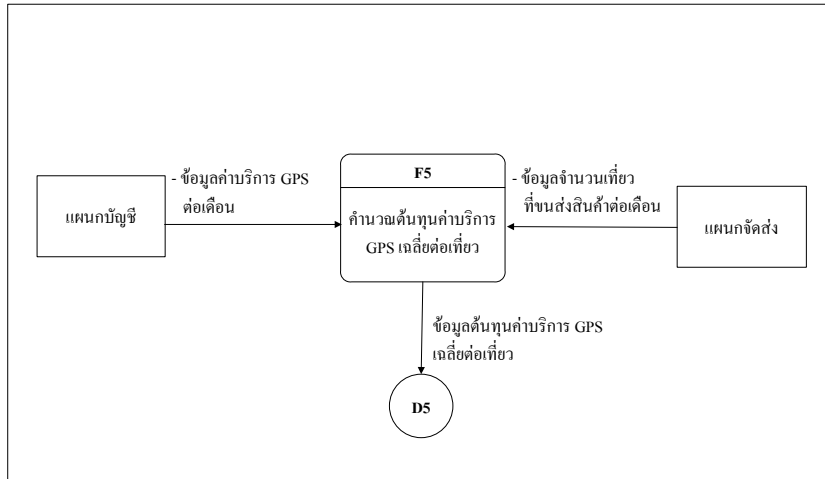 - ข้อมูลค่าบริการ GPS
ต่อเดือน
แผนกบัญชี
F5
คำนวณต้นทุนค่าบริการ
GPS เฉลี่ยต่อเที่ยว
- ข้อมูลจำนวนเที่ยว
ที่ขนส่งสินค้าต่อเดือน
แผนกจัดส่ง
ข้อมูลต้นทุนค่าบริการ GPS
เฉลี่ยต่อเที่ยว
D5